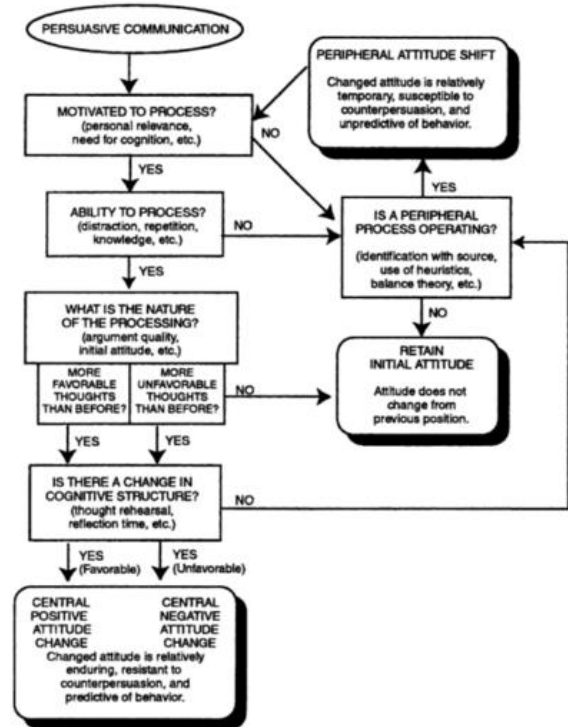 PERSUASIVE COMMUNICATION
PERIPHERAL ATTITUDE SHIFT
Changed attitude is relatively
temporary, susceptible to
counterpersuasion, and
unpredictive of behavior.
MOTIVATED TO PROCESS?
(personal relevance,
need for cognition, etc.)
NO
YES
YES
ABILITY TO PROCESS?
(distraction, repetition,
knowledge, etc.)
NO
IS A PERIPHERAL
PROCESS OPERATING?
(identification with source,
use of heuristics,
balance theory, etc.)
YES
NO
WHAT IS THE NATURE
OF THE PROCESSING?
(argument quality,
initial attitude, etc.)
MORE
FAVORABLE
THOUGHTS
THAN BEFORE?
MORE
UNFAVORABLE
THOUGHTS
THAN BEFORE?
NO
RETAIN
INITIAL ATTITUDE
Attitude does not
change from
previous position.
YES
YES
IS THERE A CHANGE IN
COGNITIVE STRUCTURE?
(thought rehearsal,
reflection time, etc.)
NO
YES
(Favorable)
YES
(Unfavorable)
CENTRAL
POSITIVE
ATTITUDE
CHANGE
CENTRAL
NEGATIVE
ATTITUDE
CHANGE
Changed attitude is relatively
enduring, resistant to
counterpersuasion, and
predictive of behavior.